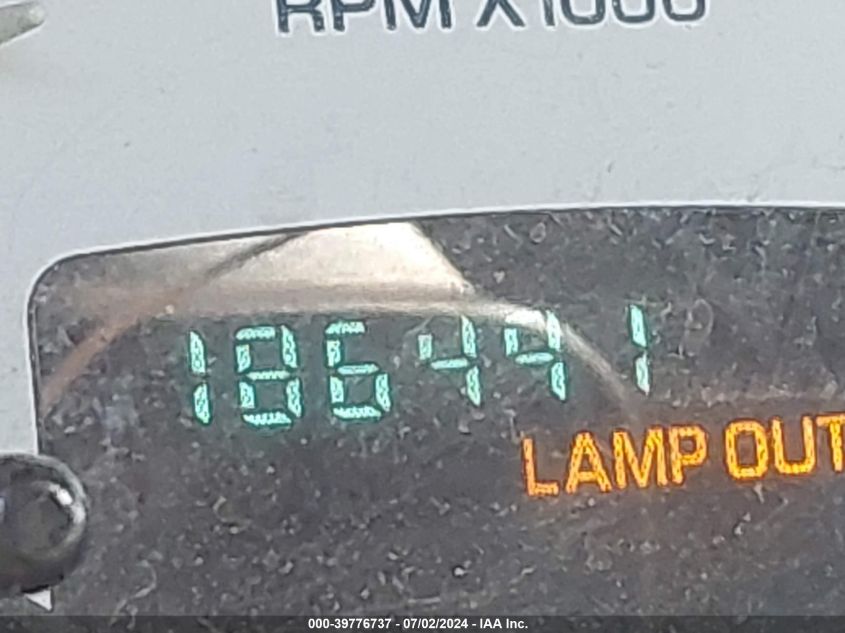 RPM X1000
186441
LAMP OUT
000-39776737 - 07/02/2024 - IAA Inc.